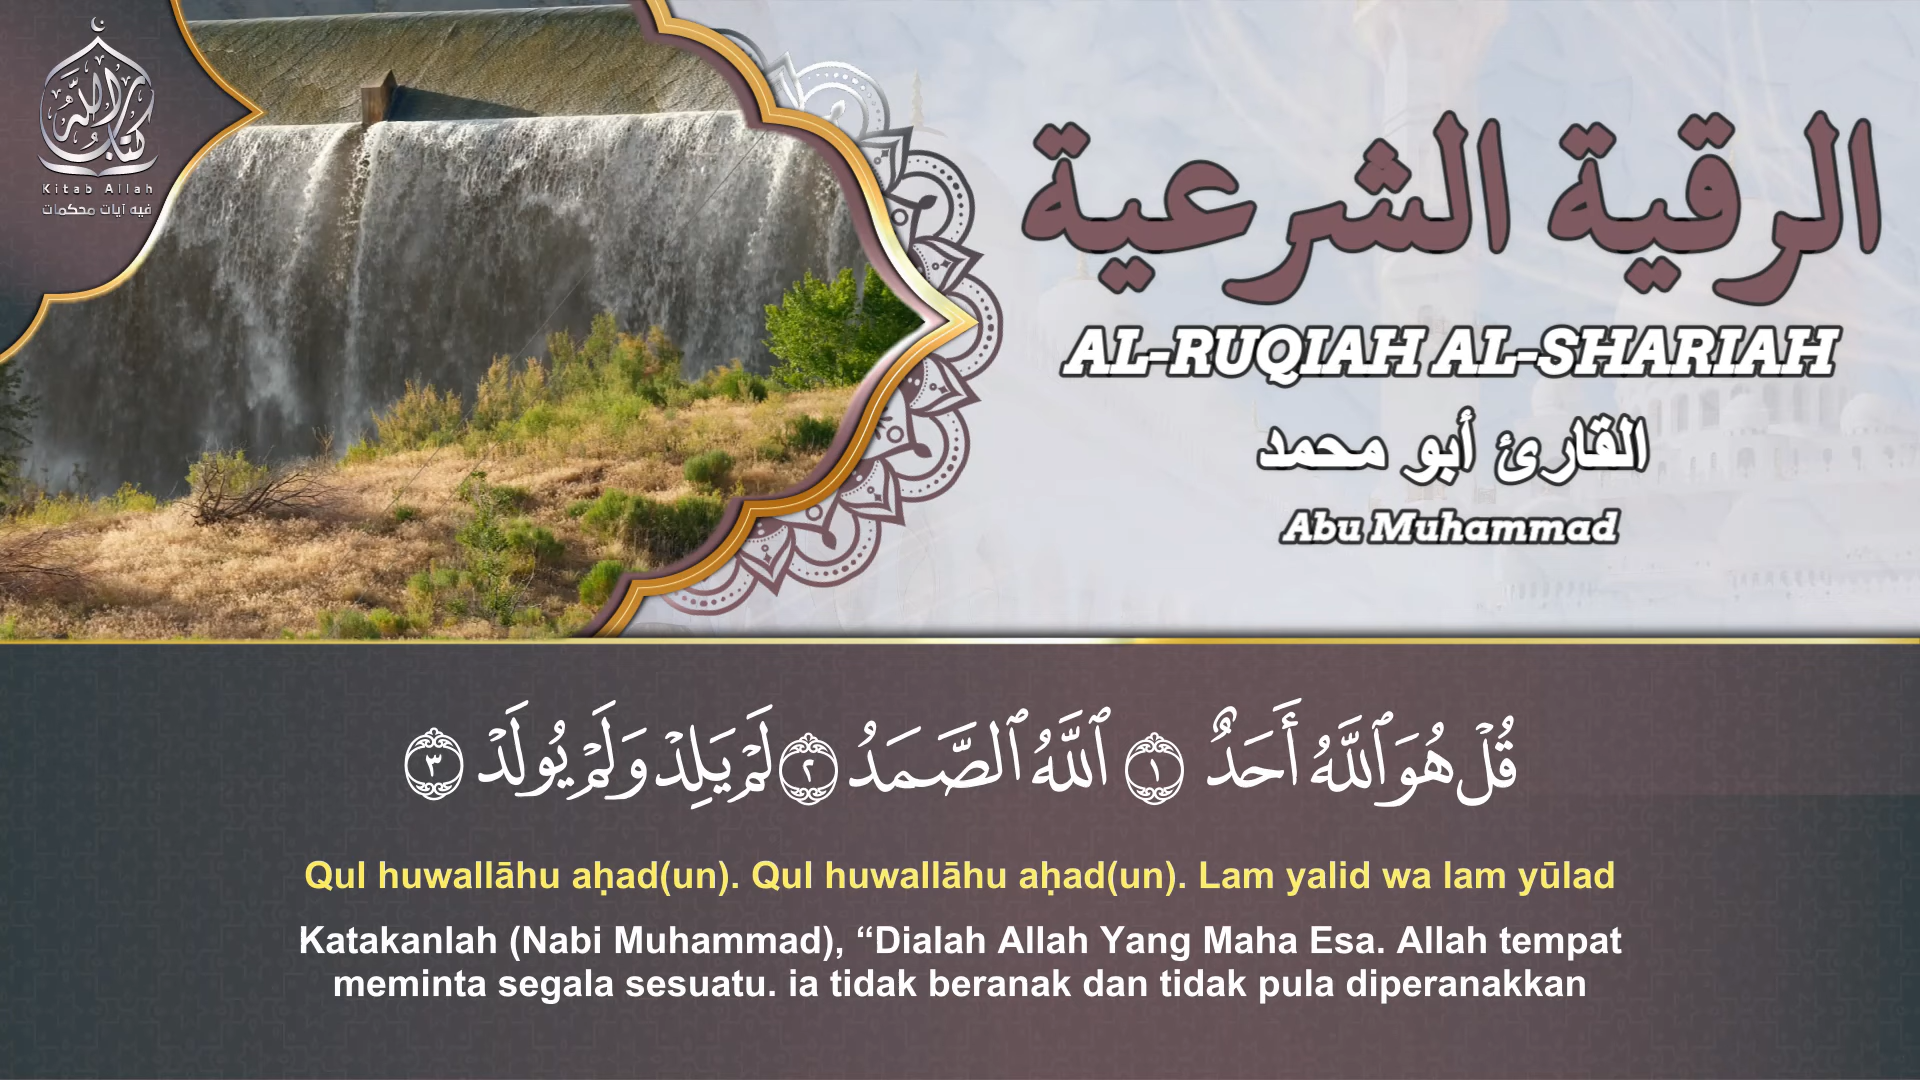 كتاب الله
Kitab Allah
فيه آيات محكمات
الرقية الشرعية
AL-RUQIAH AL-SHARIAH
القارئ أبو محمد
Abu Muhammad
قُلْ هُوَ ٱللَّهُ أَحَدٌ ١ ٱللَّهُ ٱلصَّمَدُ ٢ لَمْ يَلِدْ وَلَمْ يُولَدْ ٣
Qul huwallāhu aḥad(un). Qul huwallāhu aḥad(un). Lam yalid wa lam yūlad
Katakanlah (Nabi Muhammad), “Dialah Allah Yang Maha Esa. Allah tempat
meminta segala sesuatu. ia tidak beranak dan tidak pula diperanakkan